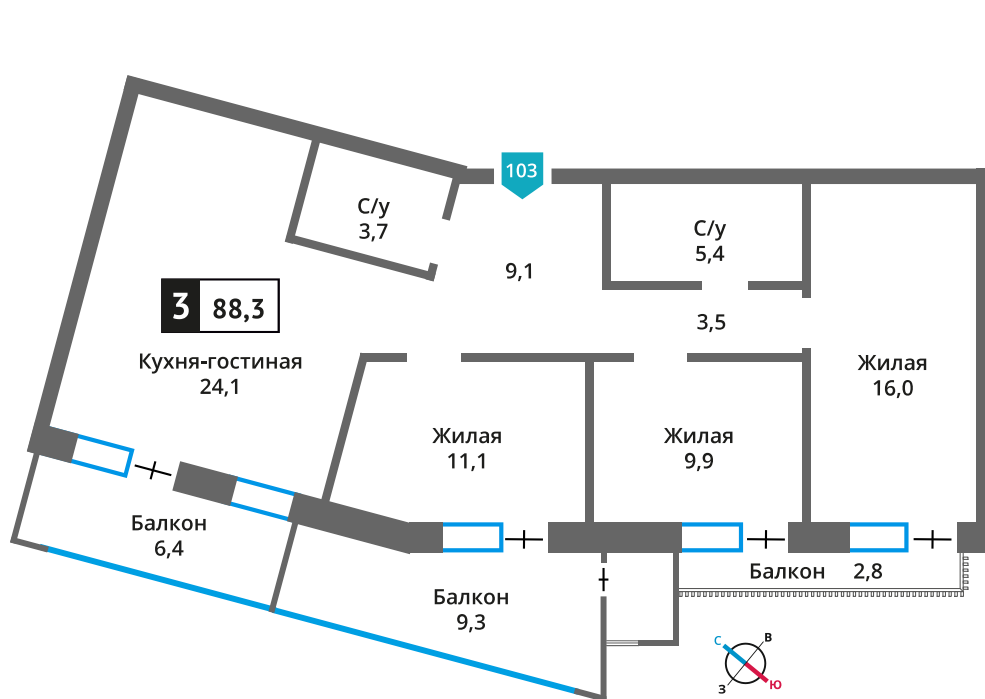 103
С/у
3,7
С/у
5,4
9,1
3 88,3
3,5
Кухня-гостиная
24,1
Жилая
16,0
Жилая
11,1
Жилая
9,9
Балкон
6,4
Балкон 2,8
Балкон
9,3
С В
З Ю